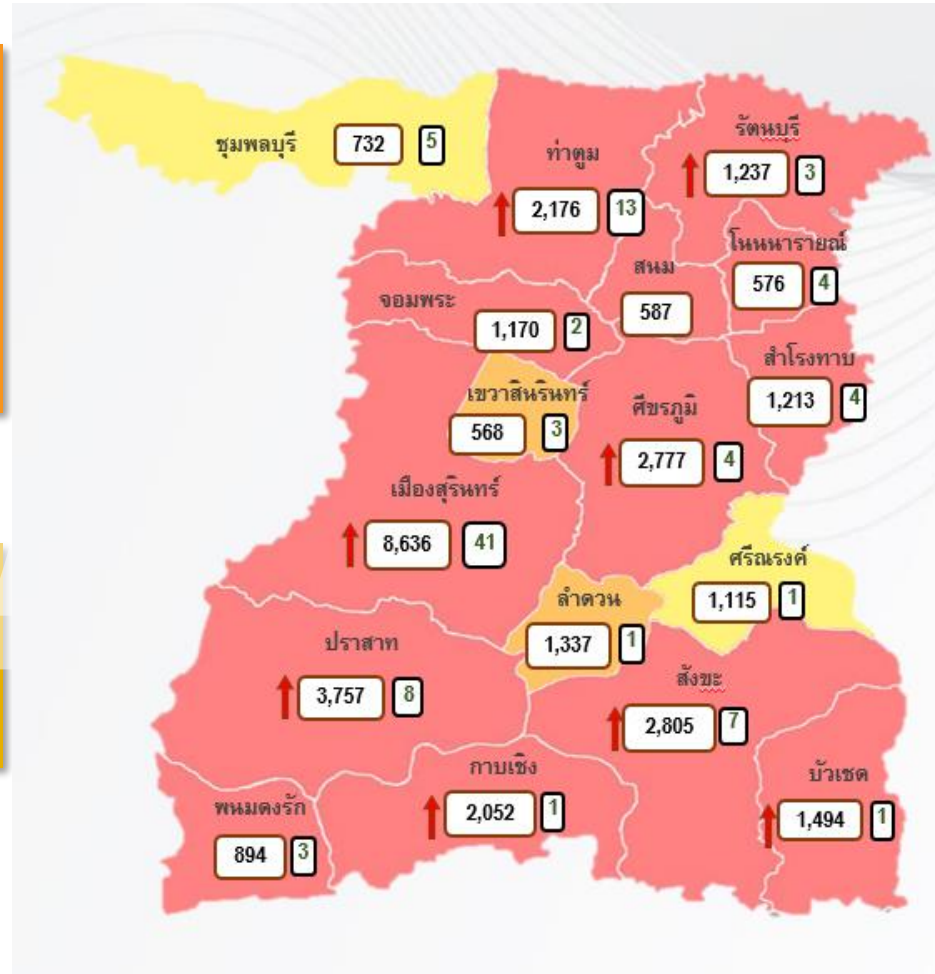 ชุมพลบุรี
732
5
ท่าตูม
2,176
13
รัตนบุรี
1,237
3
โนนนารายณ์
576
4
สนม
587
จอมพระ
1,170
2
สำโรงทาบ
1,213
4
เขวาสินรินทร์
568
3
ศีขรภูมิ
2,777
4
เมืองสุรินทร์
8,636
41
ศรีณรงค์
1,115
1
ลำดวน
1,337
1
ปราสาท
3,757
8
สังขะ
2,805
7
กาบเชิง
2,052
1
บัวเชด
1,494
1
พนมดงรัก
894
3